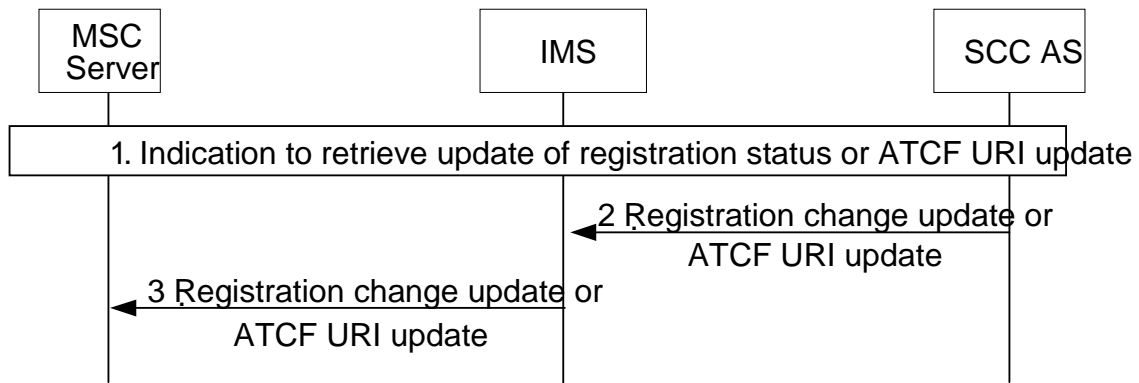 MSC
Server
IMS
SCC AS
1. Indication to retrieve update of registration status or ATCF URI update
2. Registration change update or
ATCF URI update
3. Registration change update or
ATCF URI update